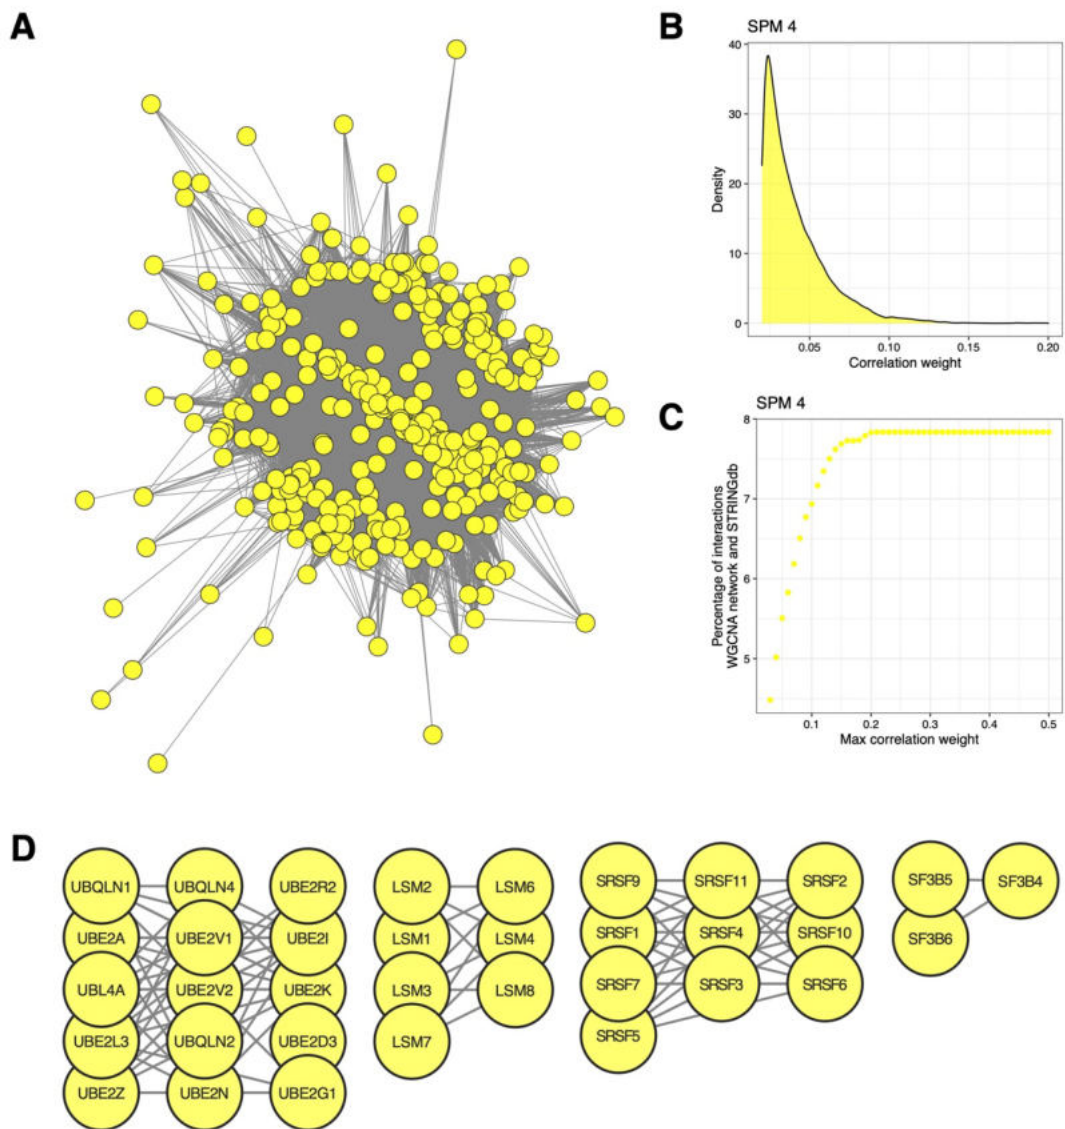 A
B
SPM 4
40
30
20
10
0
Density
0.05
0.10
0.15
0.20
Correlation weight
C
SPM 4
8
7
6
5
Percentage of interactions
WGCNA network and STRINGdb
0.1
0.2
0.3
0.4
0.5
Max correlation weight
D
UBQLN1
UBQLN4
UBE2R2
UBE2A
UBE2V1
UBE2I
UBL4A
UBE2V2
UBE2K
UBE2L3
UBQLN2
UBE2D3
UBE2Z
UBE2N
UBE2G1
LSM2
LSM6
LSM1
LSM4
LSM3
LSM8
LSM7
SRSF9
SRSF11
SRSF2
SRSF1
SRSF4
SRSF10
SRSF7
SRSF3
SRSF6
SRSF5
SF3B5
SF3B4
SF3B6